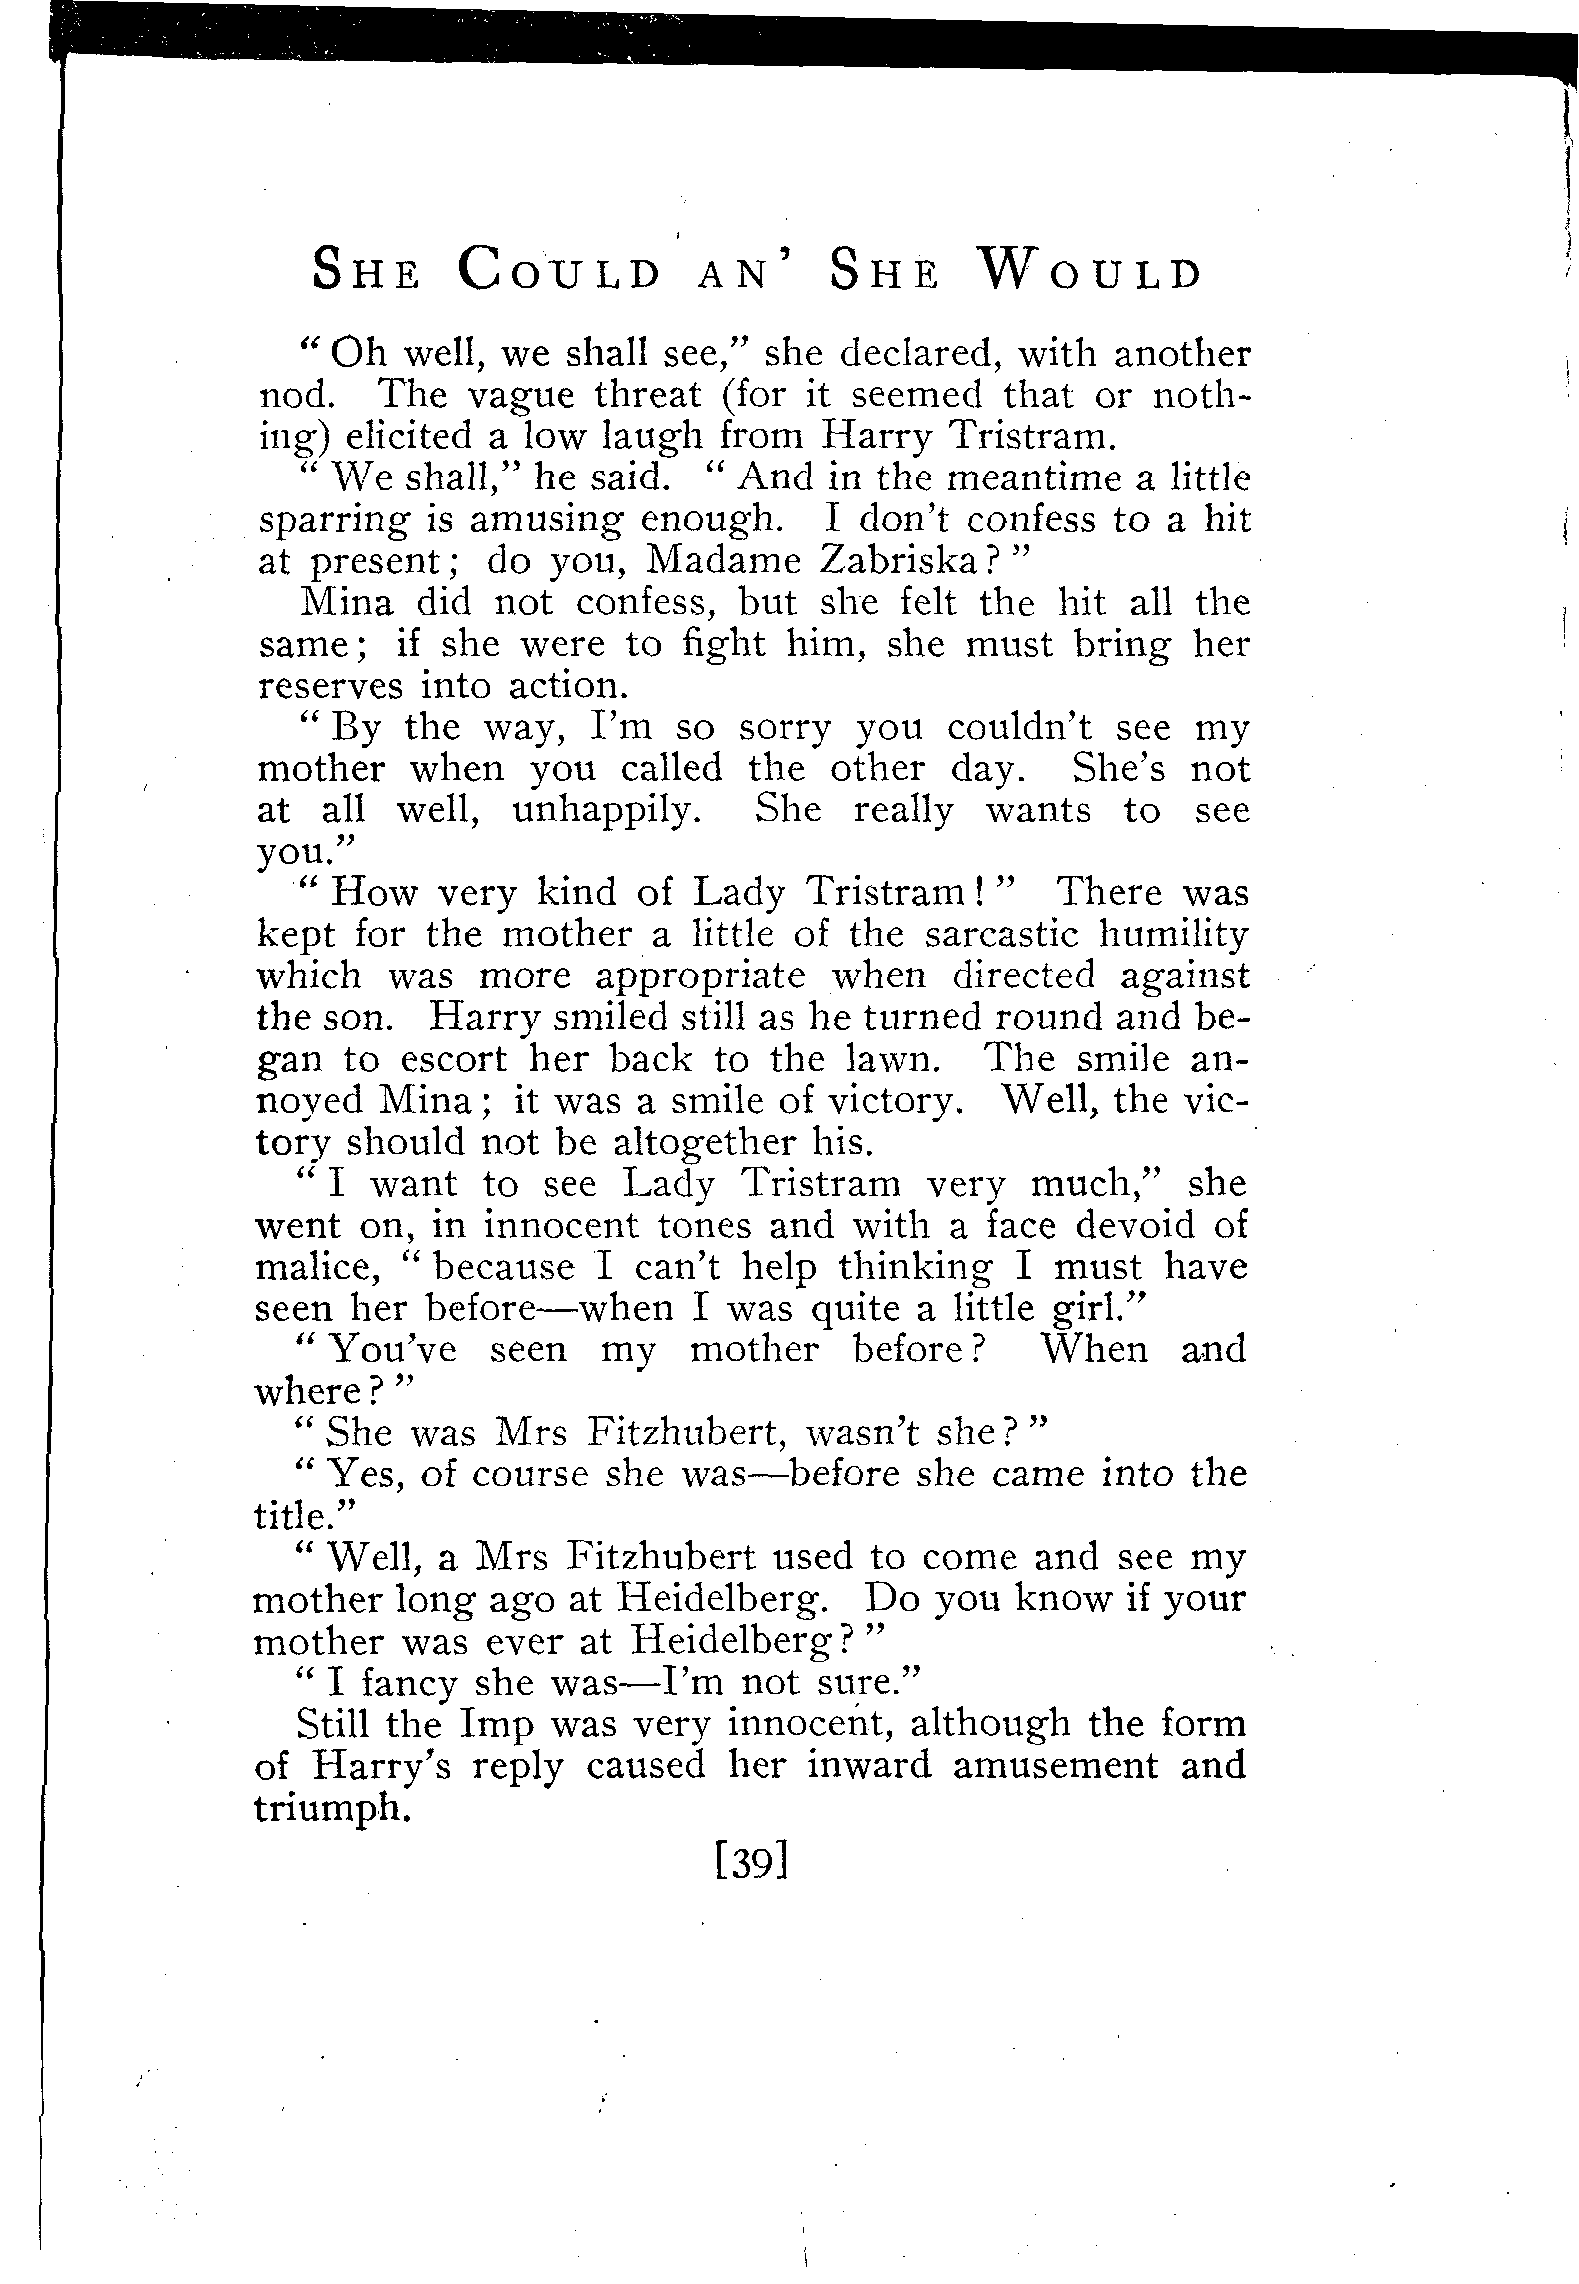 She Could an' She Would
"Oh well, we shall see," she declared, with another
nod. The vague threat (for it seemed that or noth-
ing) elicited a low laugh from Harry Tristram.
"We shall," he said. "And in the meantime a little
sparring is amusing enough. I don't confess to a hit
at present; do you, Madame Zabriska?"
Mina did not confess, but she felt the hit all the
same; if she were to fight him, she must bring her
reserves into action.
"By the way, I'm so sorry you couldn't see my
mother when you called the other day. She's not
at all well, unhappily. She really wants to see
you."
"How very kind of Lady Tristram!" There was
kept for the mother a little of the sarcastic humility
which was more appropriate when directed against
the son. Harry smiled still as he turned round and be-
gan to escort her back to the lawn. The smile an-
noyed Mina; it was a smile of victory. Well, the vic-
tory should not be altogether his.
"I want to see Lady Tristram very much," she
went on, in innocent tones and with a face devoid of
malice, "because I can't help thinking I must have
seen her before—when I was quite a little girl."
"You've seen my mother before? When and
where?"
"She was Mrs Fitzhubert, wasn't she?"
"Yes, of course she was—before she came into the
title."
"Well, a Mrs Fitzhubert used to come and see my
mother long ago at Heidelberg. Do you know if your
mother was ever at Heidelberg?"
"I fancy she was—I'm not sure."
Still the Imp was very innocent, although the form
of Harry's reply caused her inward amusement and
triumph.
[39]